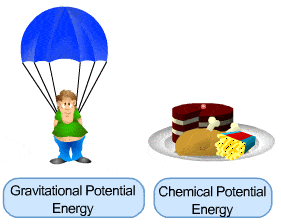 Gravitational Potential
Energy
Chemical Potential
Energy